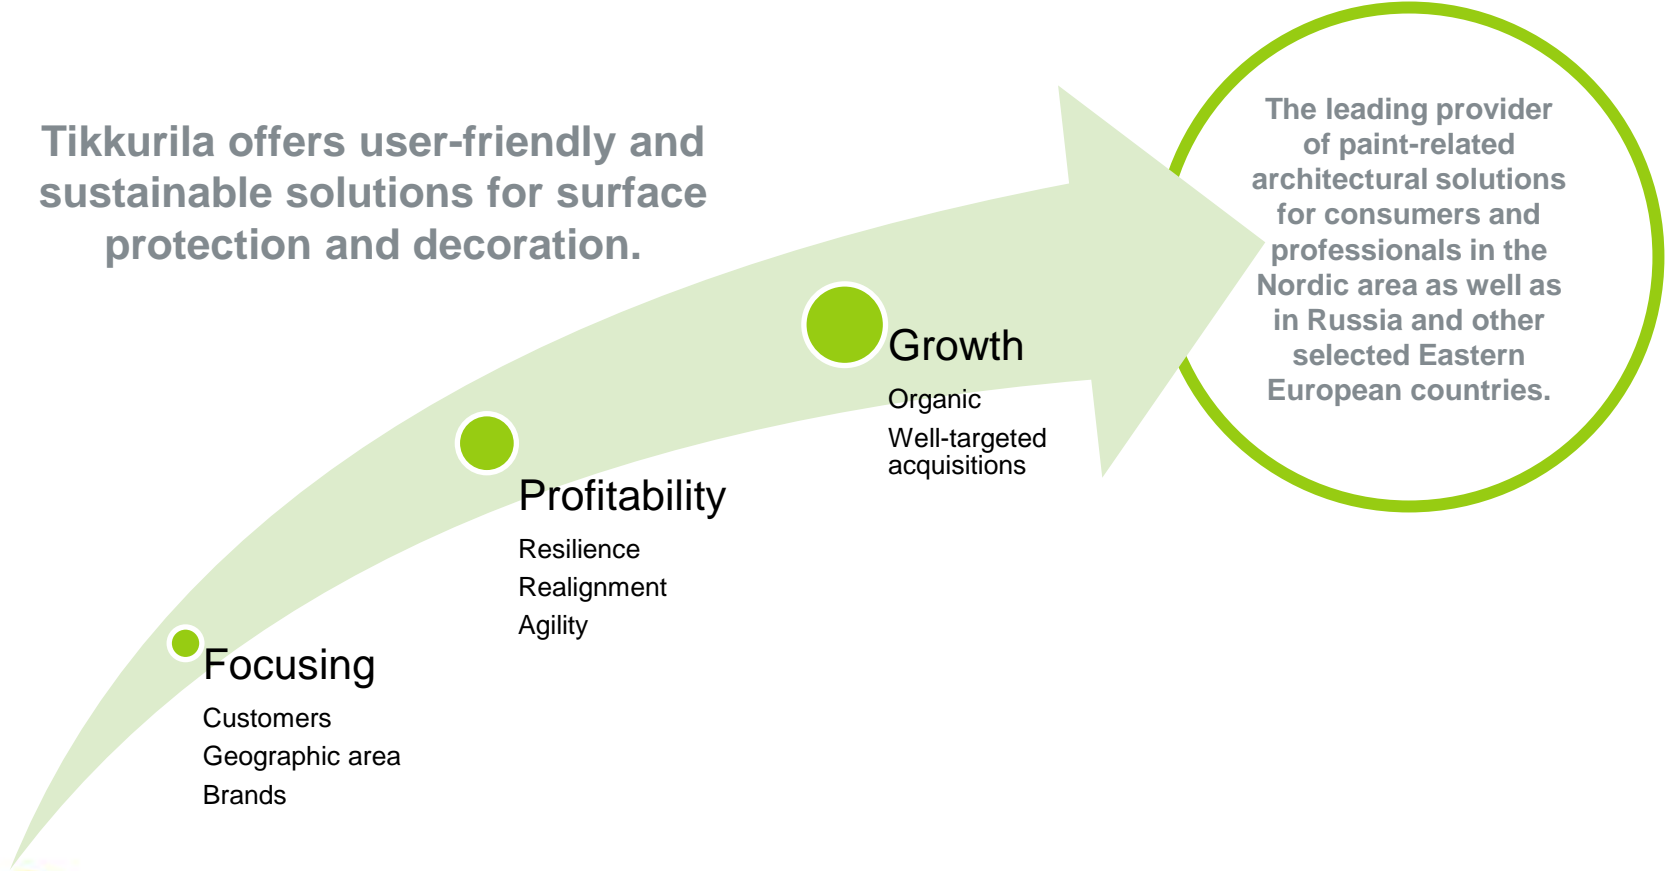 Tikkurila offers user-friendly and
sustainable solutions for surface
protection and decoration.
The leading provider
of paint-related
architectural solutions
for consumers and
professionals in the
Nordic area as well as
in Russia and other
selected Eastern
European countries.
Growth
Organic
Well-targeted
acquisitions
Profitability
Resilience
Realignment
Agility
Focusing
Customers
Geographic area
Brands